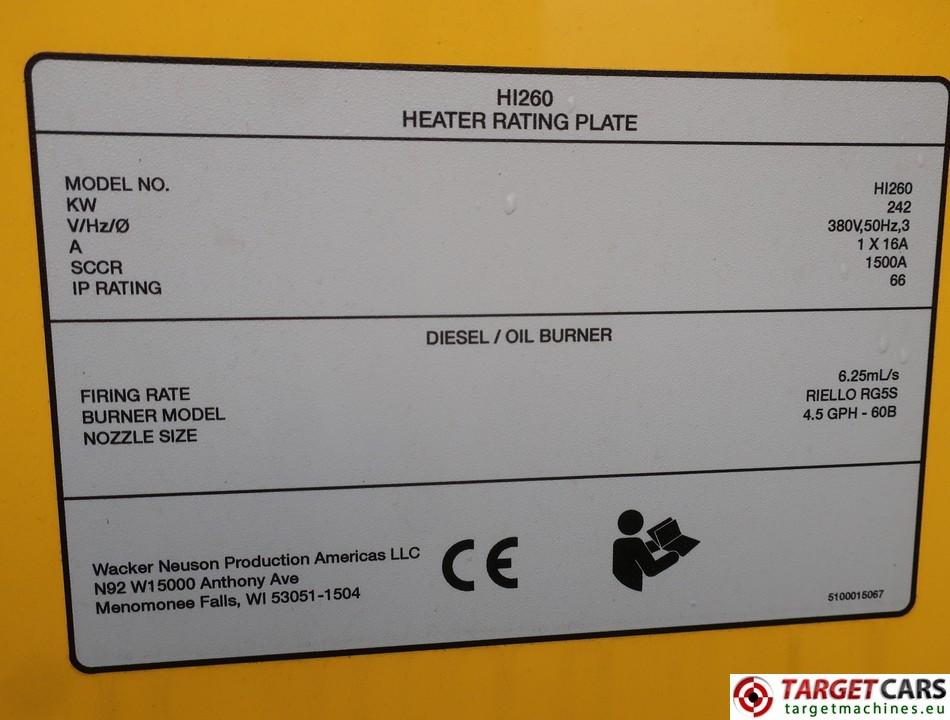 HI260
HEATER RATING PLATE
MODEL NO. HI260
KW 242
V/Hz/Ø 380V,50Hz,3
A 1 X 16A
SCCR 1500A
IP RATING 66
DIESEL / OIL BURNER
FIRING RATE 6.25mL/s
BURNER MODEL RIELLO RG5S
NOZZLE SIZE 4.5 GPH - 60B
Wacker Neuson Production Americas LLC
N92 W15000 Anthony Ave
Menomonee Falls, WI 53051-1504
CE
5100015067
TARGETCARS
targetmachines.eu